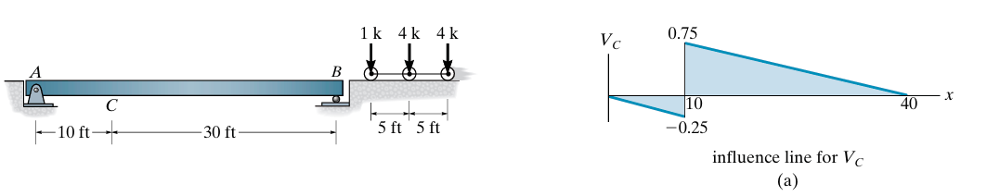 1 k 4 k 4 k
A B
C
10 ft 30 ft
5 ft 5 ft
V_C
0.75
10 40 x
−0.25
influence line for V_C
(a)